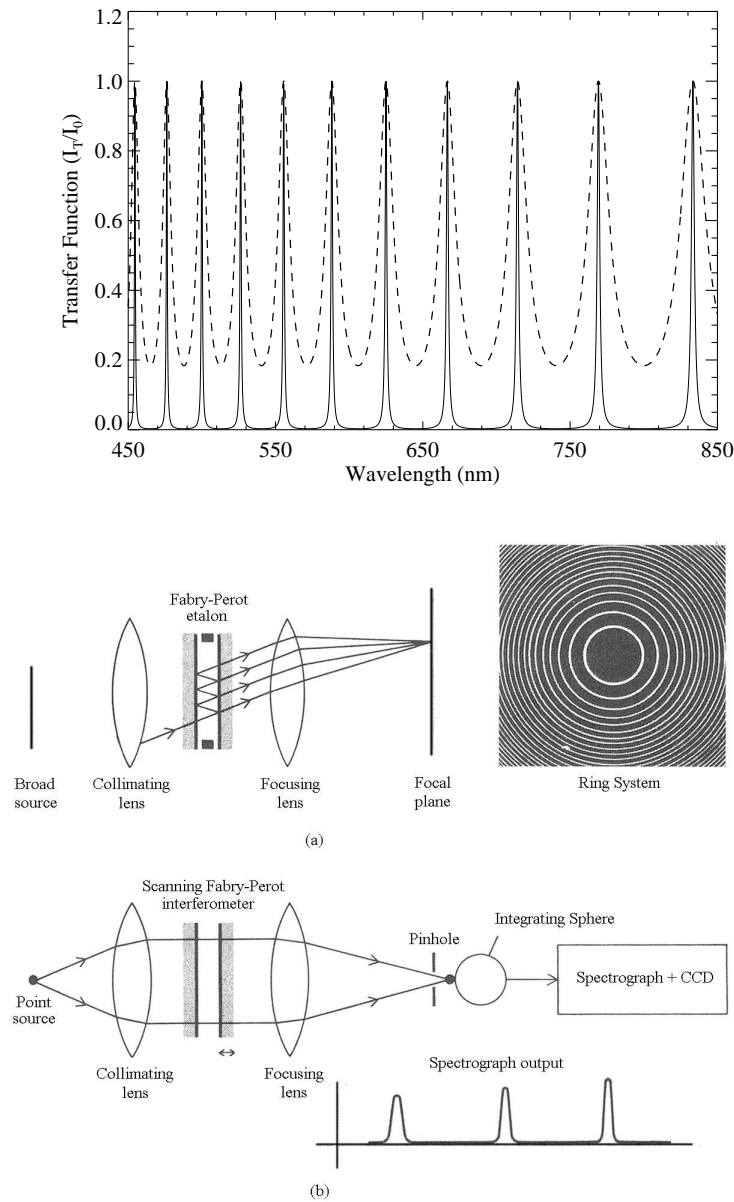 1.2
1.0
0.8
0.6
0.4
0.2
0.0
Transfer Function (I_T/I_0)
450 550 650 750 850
Wavelength (nm)
Fabry-Perot
etalon
Broad
source
Collimating
lens
Focusing
lens
Focal
plane
Ring System
(a)
Scanning Fabry-Perot
interferometer
Integrating Sphere
Pinhole
Point
source
Spectrograph + CCD
Collimating
lens
Focusing
lens
Spectrograph output
(b)